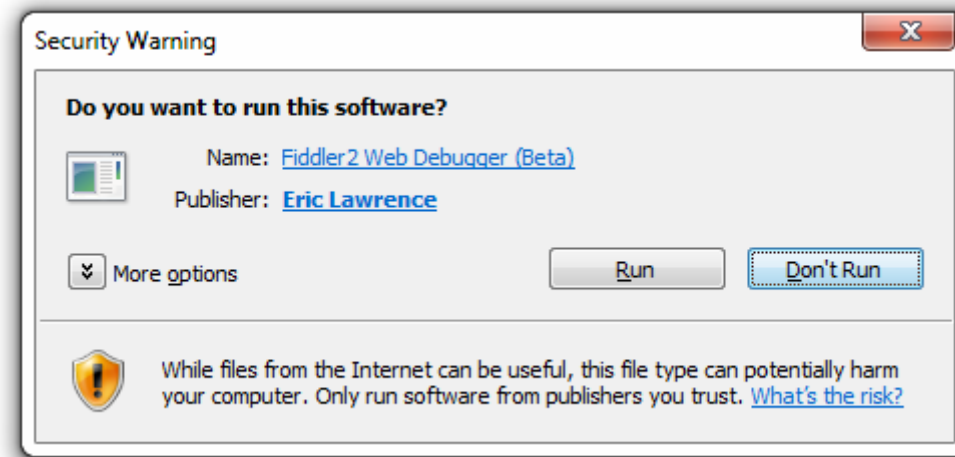 Security Warning
Do you want to run this software?
Name: Fiddler2 Web Debugger (Beta)
Publisher: Eric Lawrence
More options
Run
Don't Run
While files from the Internet can be useful, this file type can potentially harm
your computer. Only run software from publishers you trust. What's the risk?